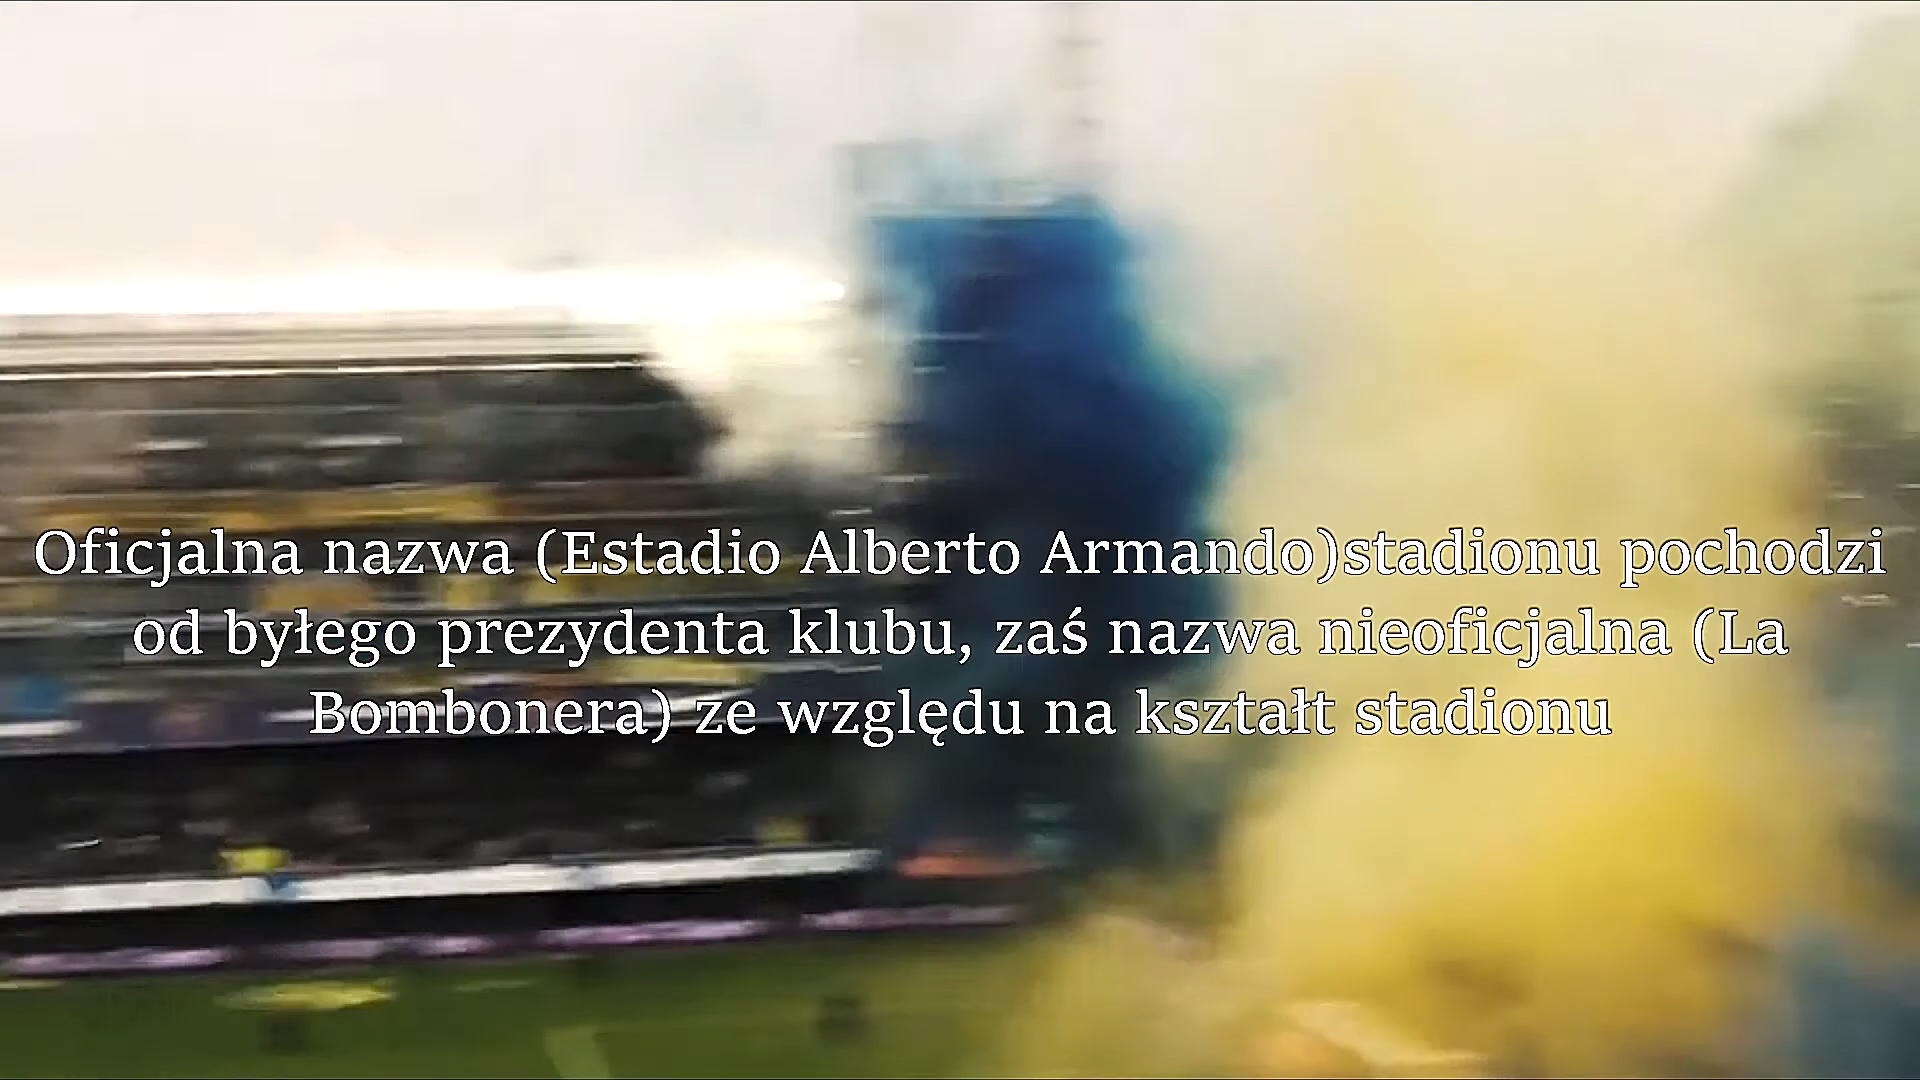 Oficjalna nazwa (Estadio Alberto Armando)stadionu pochodzi
od byłego prezydenta klubu, zaś nazwa nieoficjalna (La
Bombonera) ze względu na kształt stadionu